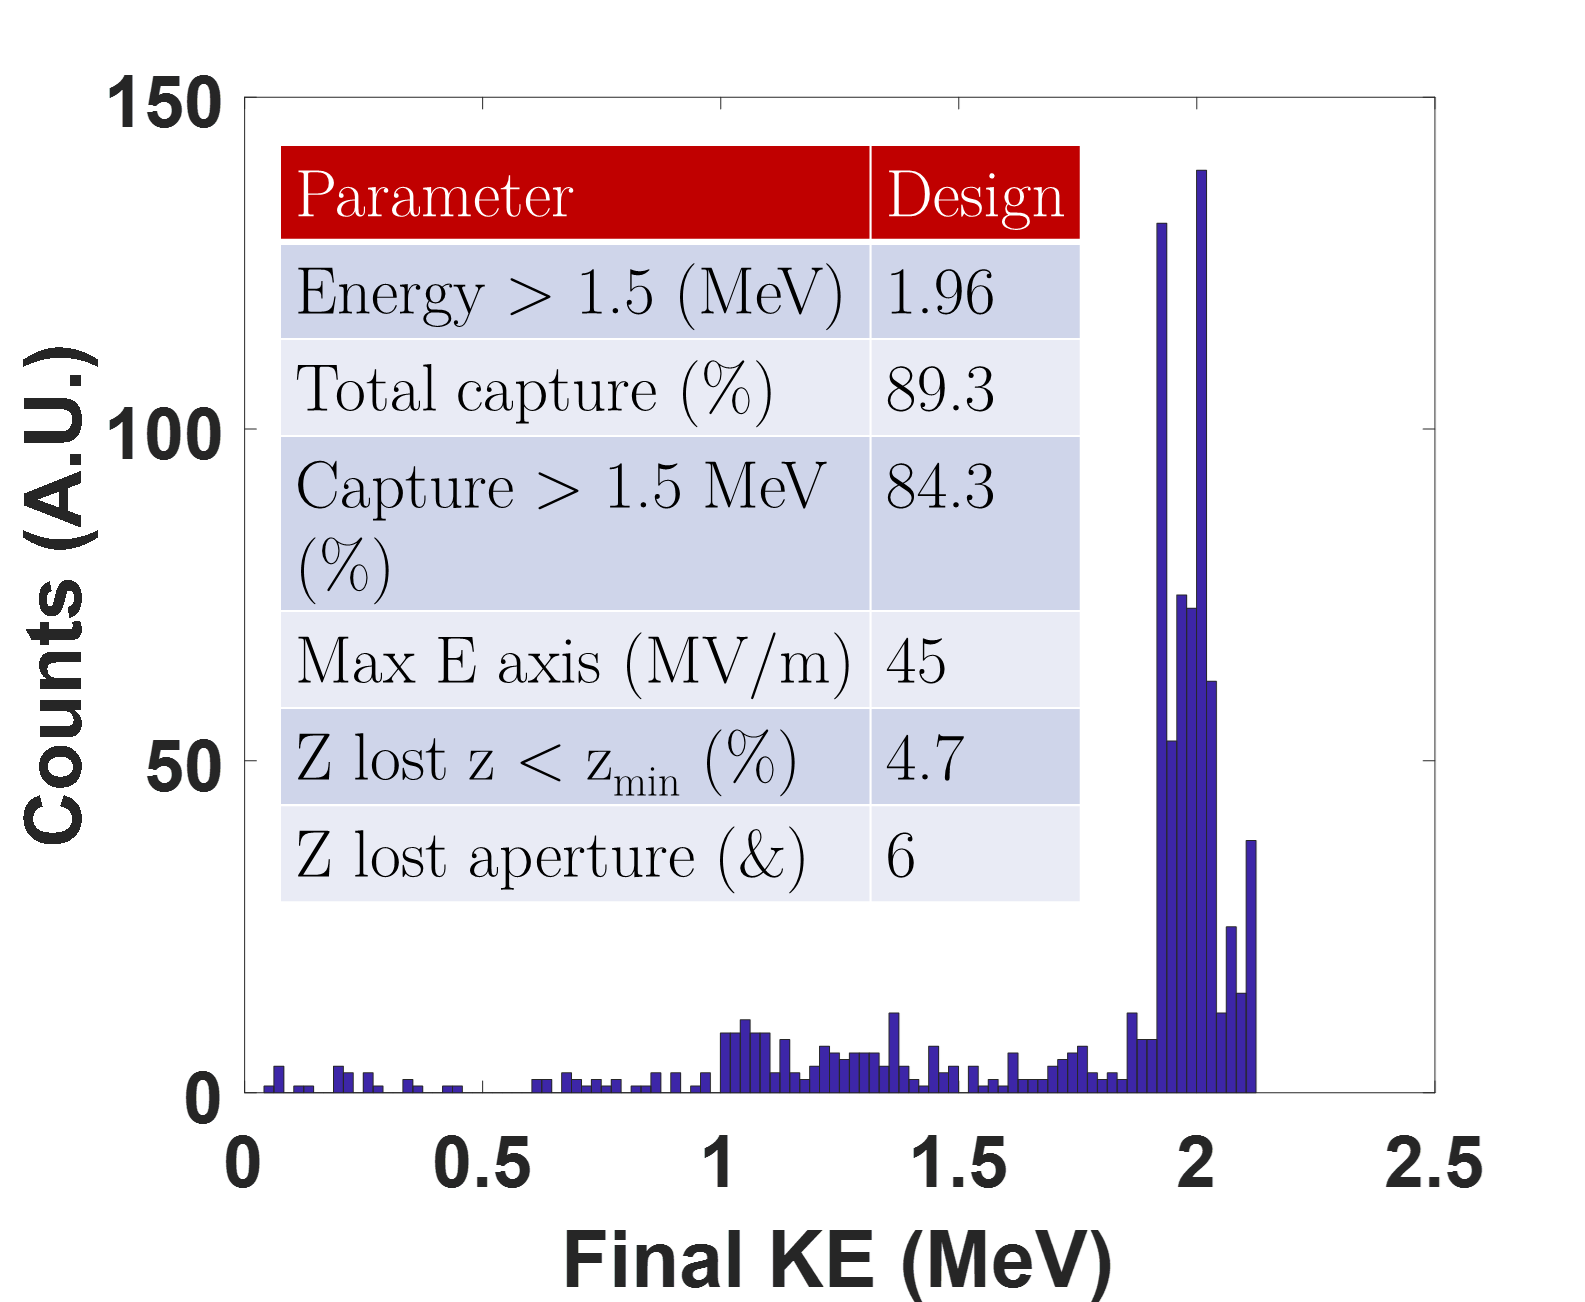 150
100
50
0
Counts (A.U.)
Parameter Design
Energy > 1.5 (MeV) 1.96
Total capture (%) 89.3
Capture > 1.5 MeV 84.3
(%)
Max E axis (MV/m) 45
Z lost z < zmin (%) 4.7
Z lost aperture (&) 6
0 0.5 1 1.5 2 2.5
Final KE (MeV)